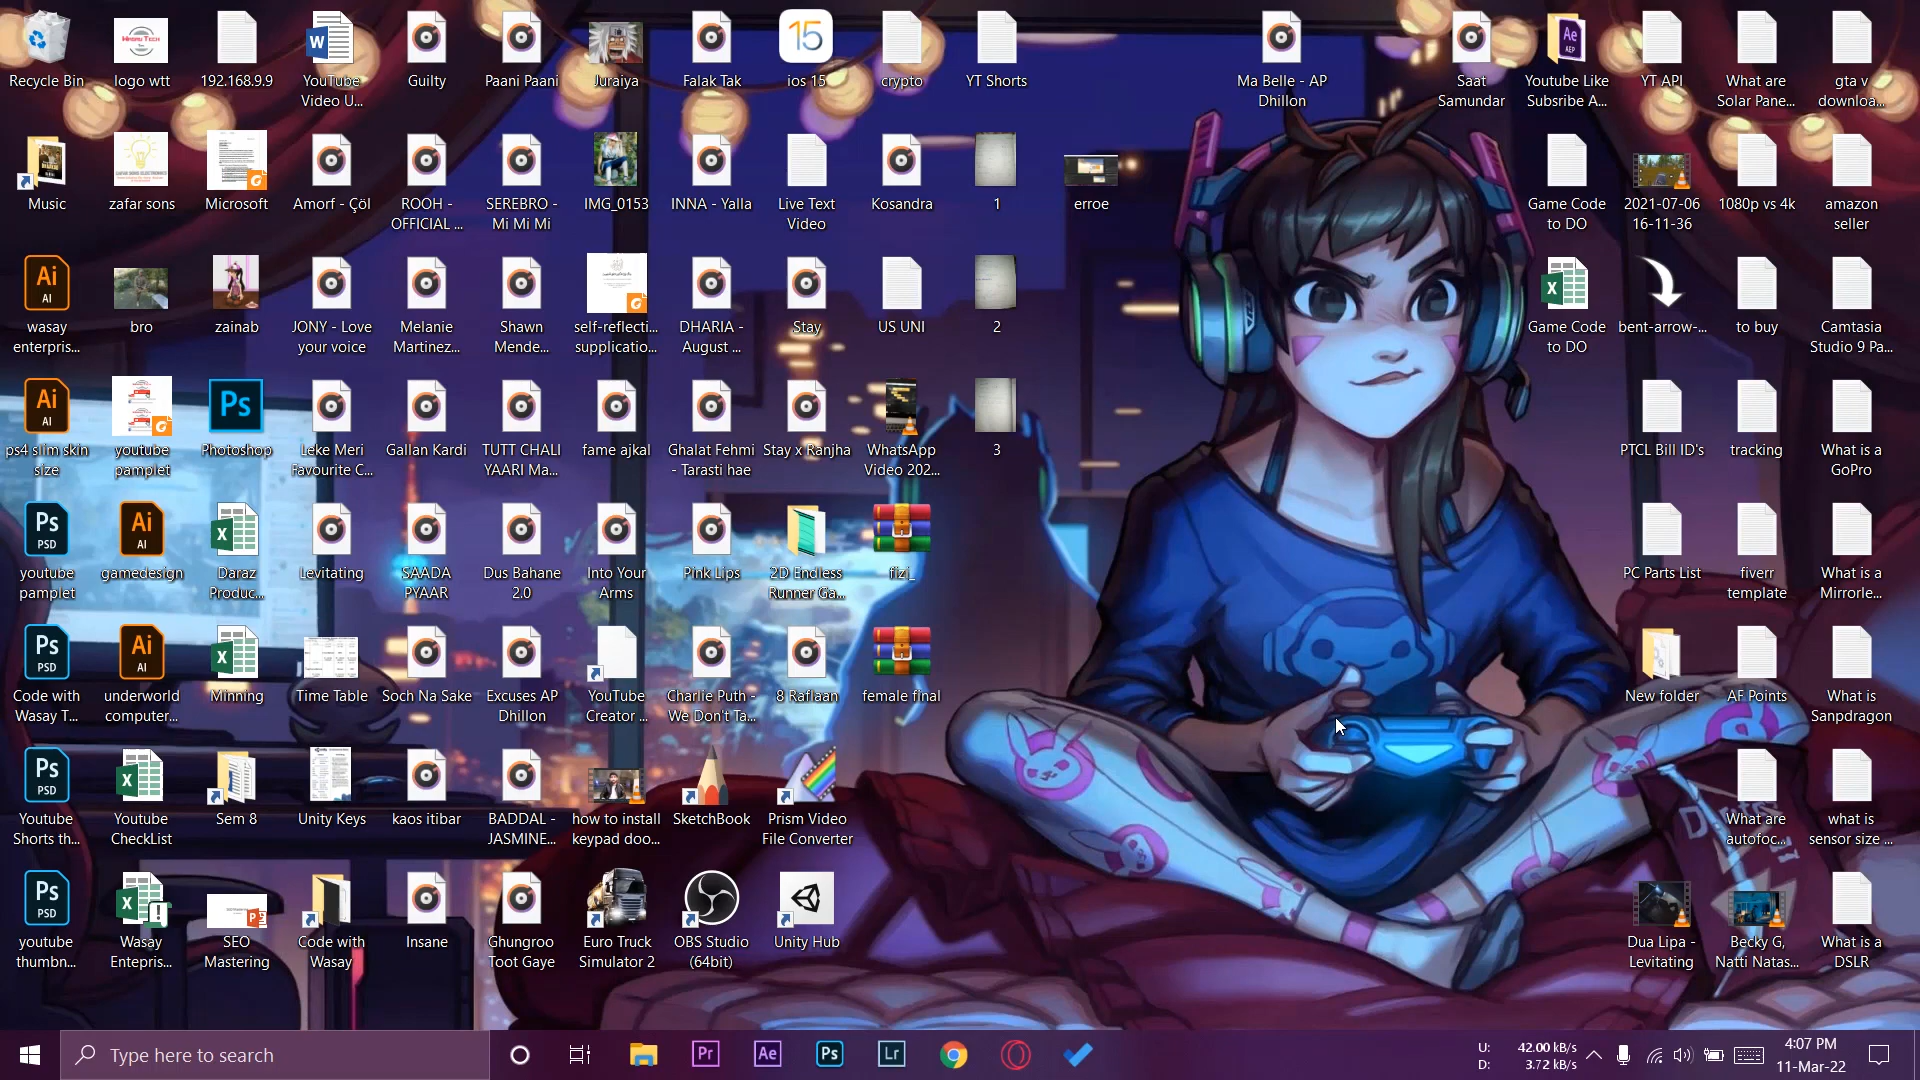 Recycle Bin
logo wtt
192.168.9.9
YouTube
Video U...
Guilty
Paani Paani
Juraiya
Falak Tak
15
ios 15
crypto
YT Shorts
Ma Belle - AP
Dhillon
Saat
Samundar
Youtube Like
Subsribe A...
YT API
What are
Solar Pane...
gta v
downloa...
Music
zafar sons
Microsoft
Amorf - Çöl
ROOH -
OFFICIAL ...
SEREBRO -
Mi Mi Mi
IMG_0153
INNA - Yalla
Live Text
Video
Kosandra
1
erroe
Game Code
to DO
2021-07-06
16-11-36
1080p vs 4k
amazon
seller
wasay
enterpris...
bro
zainab
JONY - Love
your voice
Melanie
Martinez...
Shawn
Mende...
self-reflecti...
supplicatio...
DHARIA -
August ...
Stay
US UNI
2
Game Code
to DO
bent-arrow-...
to buy
Camtasia
Studio 9 Pa...
ps4 slim skin
size
youtube
pamplet
Photoshop
Leke Meri
Favourite C...
Gallan Kardi
TUTT CHALI
YAARI Ma...
fame ajkal
Ghalat Fehmi
- Tarasti hae
Stay x Ranjha
WhatsApp
Video 202...
3
PTCL Bill ID's
tracking
What is a
GoPro
youtube
pamplet
gamedesign
Daraz
Produc...
Levitating
SAADA
PYAAR
Dus Bahane
2.0
Into Your
Arms
Pink Lips
2D Endless
Runner Ga...
fizi_
PC Parts List
fiverr
template
What is a
Mirrorle...
Code with
Wasay T...
underworld
computer...
Minning
Time Table
Soch Na Sake
Excuses AP
Dhillon
YouTube
Creator ...
Charlie Puth -
We Don't Ta...
8 Raflaan
female final
New folder
AF Points
What is
Sanpdragon
Youtube
Shorts th...
Youtube
CheckList
Sem 8
Unity Keys
kaos itibar
BADDAL -
JASMINE...
how to install
keypad doo...
SketchBook
Prism Video
File Converter
What are
autofoc...
what is
sensor size ...
youtube
thumbn...
Wasay
Entepris...
SEO
Mastering
Code with
Wasay
Insane
Ghungroo
Toot Gaye
Euro Truck
Simulator 2
OBS Studio
(64bit)
Unity Hub
Dua Lipa -
Levitating
Becky G,
Natti Natas...
What is a
DSLR
Type here to search
Pr
Ae
Ps
Lr
U: 42.00 kB/s
D: 3.72 kB/s
4:07 PM
11-Mar-22